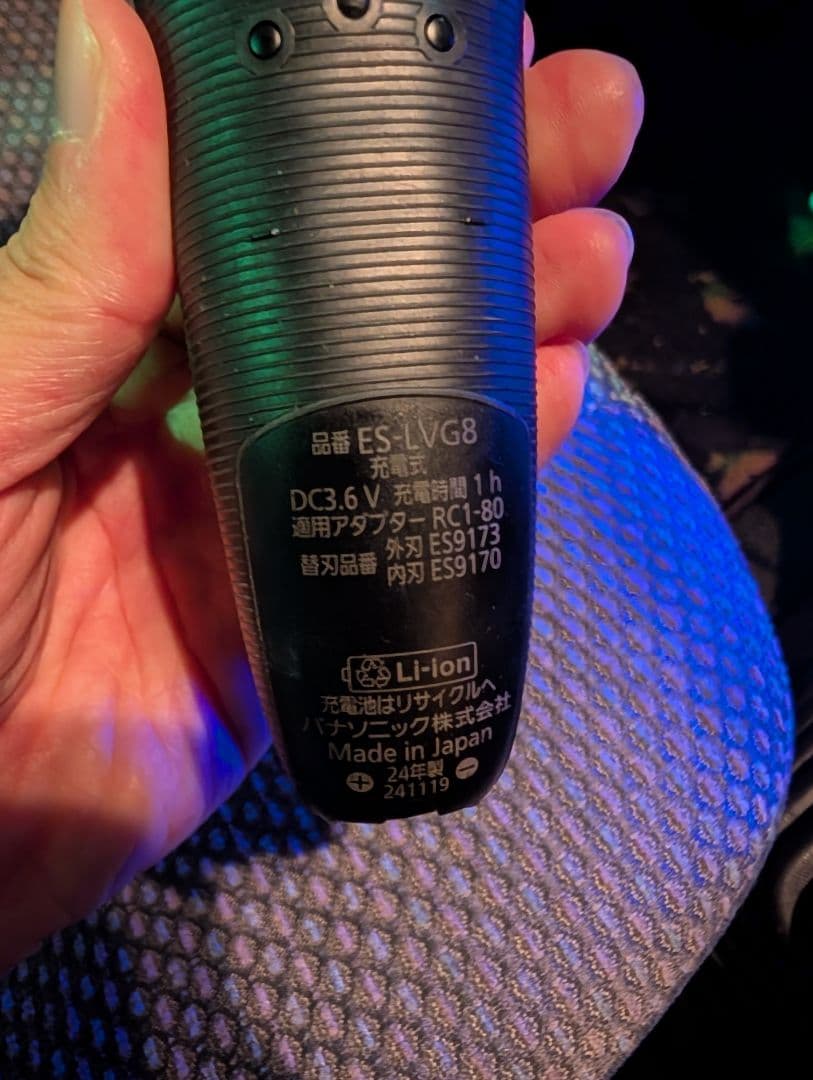 品番 ES-LVG8
充電式
DC3.6 V 充電時間 1 h
適用アダプター RC1-80
替刃品番 外刃 ES9173
内刃 ES9170
Li-ion
充電池はリサイクルへ
パナソニック株式会社
Made in Japan
24年製
241119